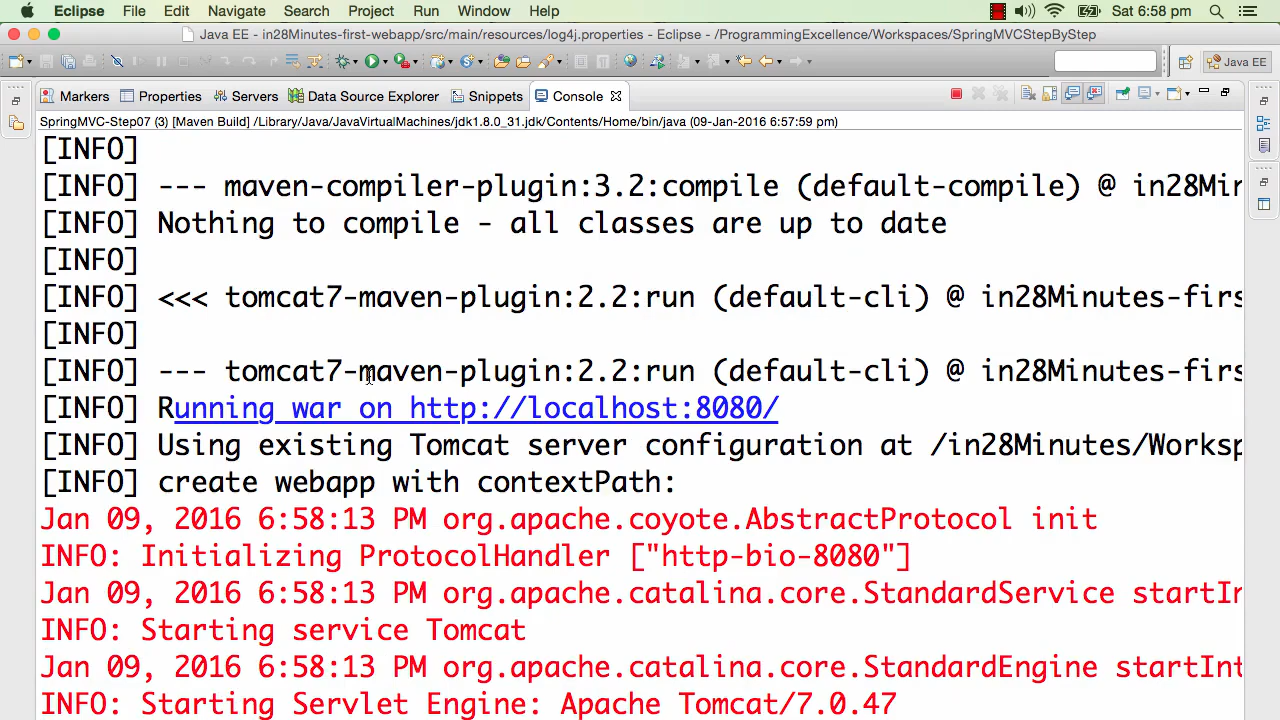 Eclipse File Edit Navigate Search Project Run Window Help Sat 6:58 pm
Java EE - in28Minutes-first-webapp/src/main/resources/log4j.properties - Eclipse - /ProgrammingExcellence/Workspaces/SpringMVCStepByStep
Java EE
Markers Properties Servers Data Source Explorer Snippets Console
SpringMVC-Step07 (3) [Maven Build] /Library/Java/JavaVirtualMachines/jdk1.8.0_31.jdk/Contents/Home/bin/java (09-Jan-2016 6:57:59 pm)
[INFO]
[INFO] --- maven-compiler-plugin:3.2:compile (default-compile) @ in28Min
[INFO] Nothing to compile - all classes are up to date
[INFO]
[INFO] <<< tomcat7-maven-plugin:2.2:run (default-cli) @ in28Minutes-firs
[INFO]
[INFO] --- tomcat7-maven-plugin:2.2:run (default-cli) @ in28Minutes-firs
[INFO] Running war on http://localhost:8080/
[INFO] Using existing Tomcat server configuration at /in28Minutes/Worksp
[INFO] create webapp with contextPath:
Jan 09, 2016 6:58:13 PM org.apache.coyote.AbstractProtocol init
INFO: Initializing ProtocolHandler ["http-bio-8080"]
Jan 09, 2016 6:58:13 PM org.apache.catalina.core.StandardService startIn
INFO: Starting service Tomcat
Jan 09, 2016 6:58:13 PM org.apache.catalina.core.StandardEngine startInt
INFO: Starting Servlet Engine: Apache Tomcat/7.0.47